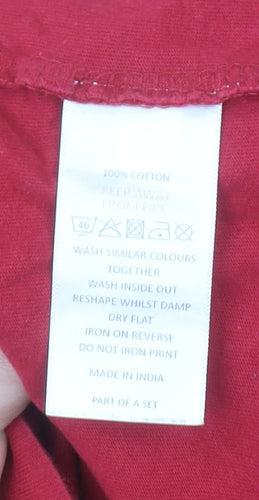 100% COTTON
KEEP AWAY
FROM FIRE
40
WASH SIMILAR COLOURS
TOGETHER
WASH INSIDE OUT
RESHAPE WHILST DAMP
DRY FLAT
IRON ON REVERSE
DO NOT IRON PRINT
MADE IN INDIA
PART OF A SET